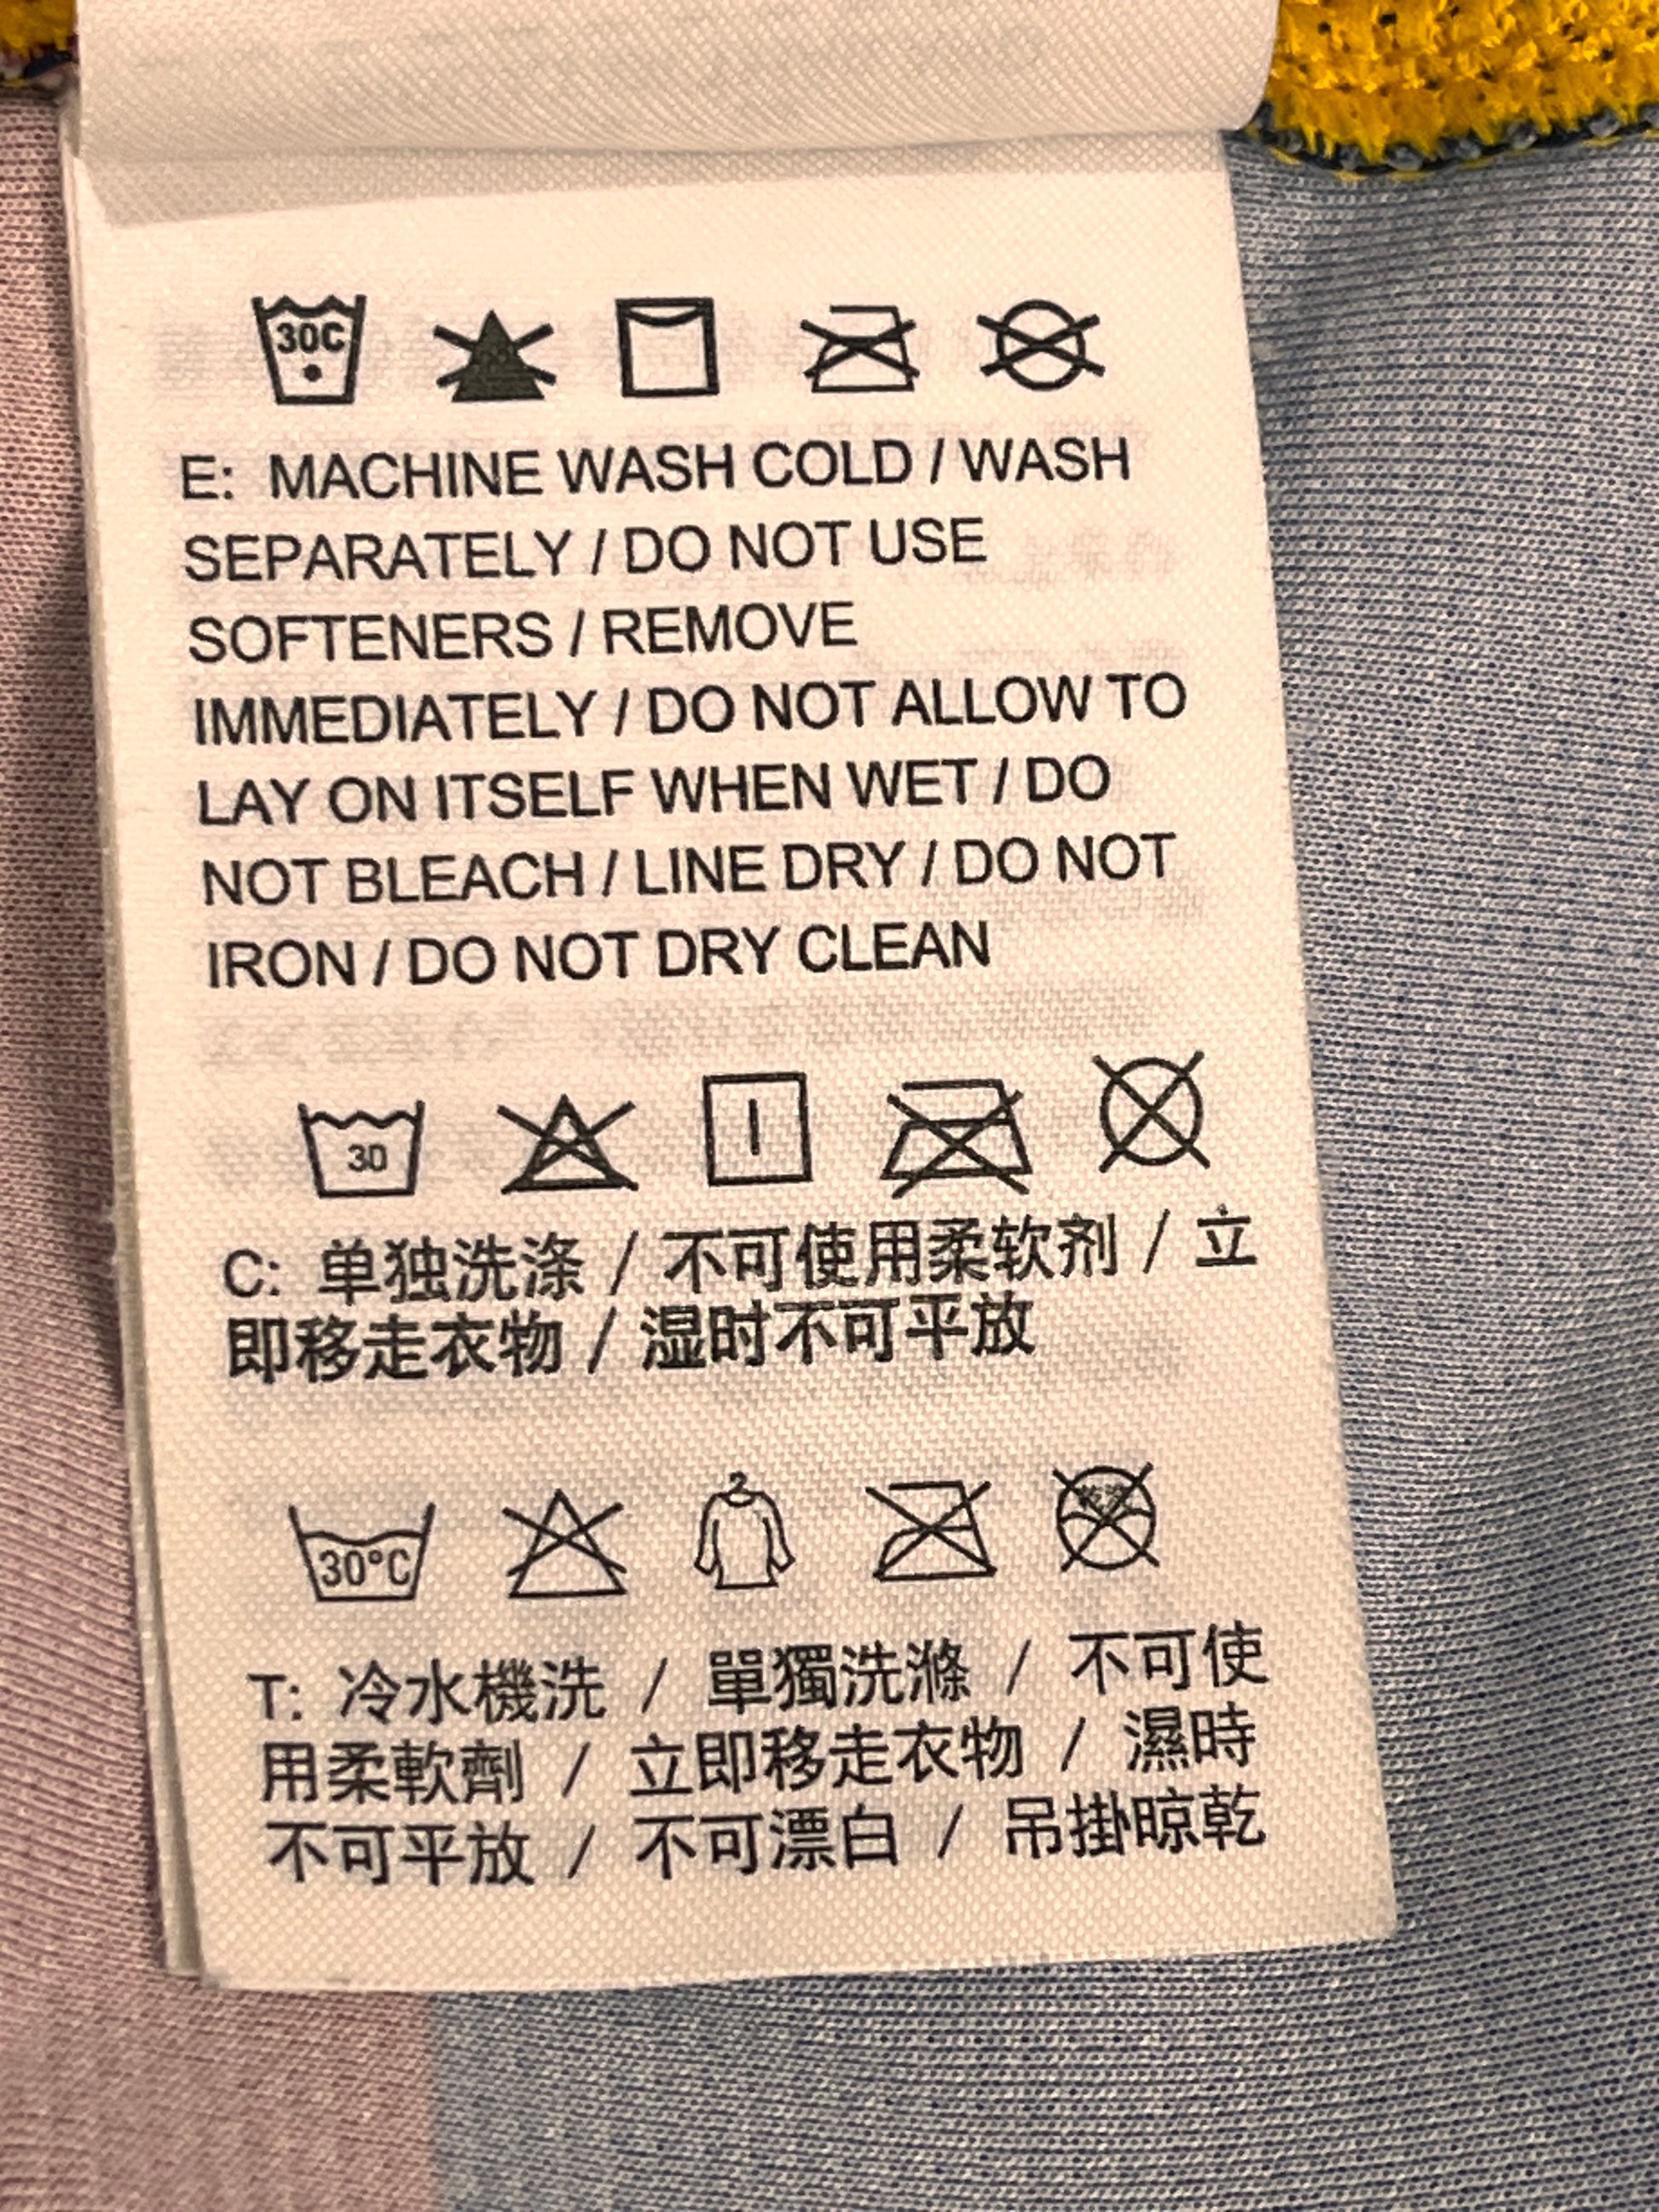 30C
E: MACHINE WASH COLD / WASH
SEPARATELY / DO NOT USE
SOFTENERS / REMOVE
IMMEDIATELY / DO NOT ALLOW TO
LAY ON ITSELF WHEN WET / DO
NOT BLEACH / LINE DRY / DO NOT
IRON / DO NOT DRY CLEAN
30
C: 单独洗涤 / 不可使用柔软剂 / 立
即移走衣物 / 湿时不可平放
30°C 乾洗
T: 冷水機洗 / 單獨洗滌 / 不可使
用柔軟劑 / 立即移走衣物 / 濕時
不可平放 / 不可漂白 / 吊掛晾乾